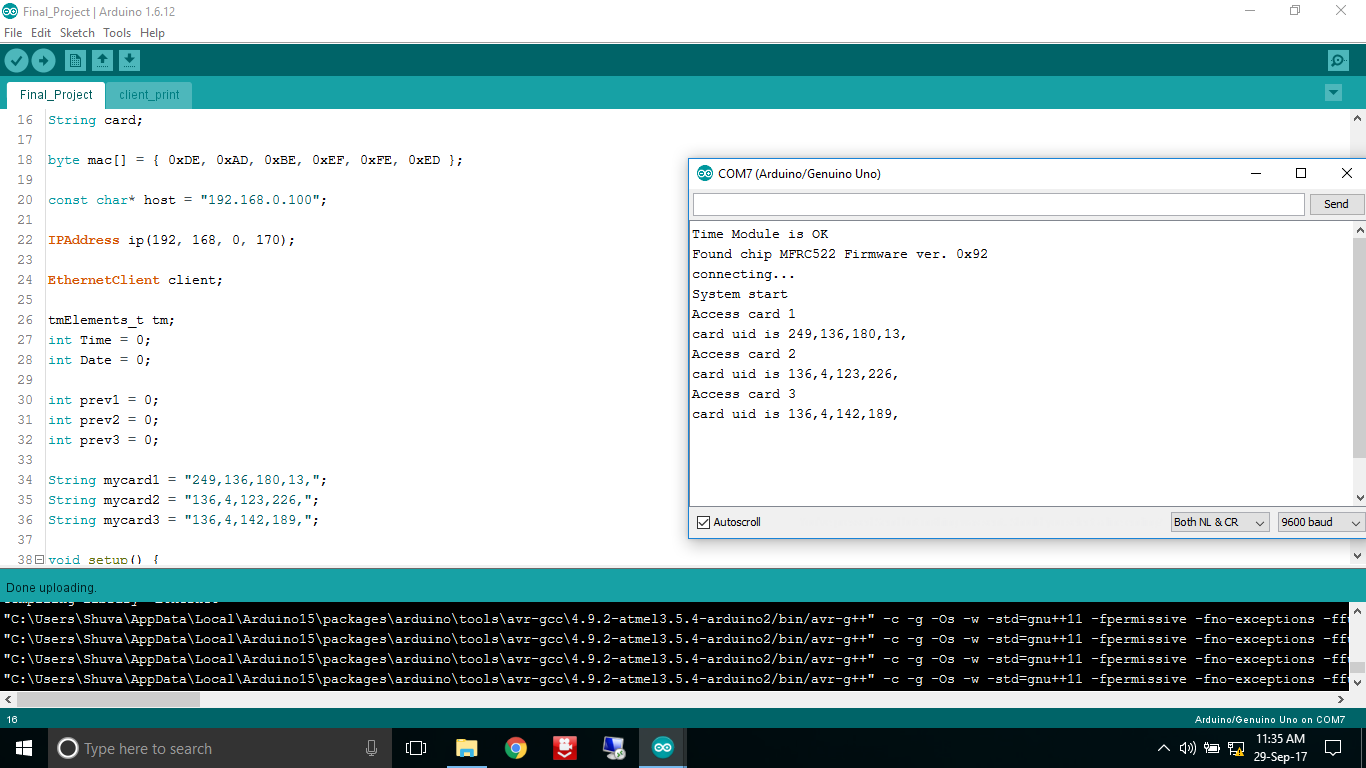 Final_Project | Arduino 1.6.12
File Edit Sketch Tools Help
Final_Project client_print
16 String card;
17
18 byte mac[] = { 0xDE, 0xAD, 0xBE, 0xEF, 0xFE, 0xED };
19
20 const char* host = "192.168.0.100";
21
22 IPAddress ip(192, 168, 0, 170);
23
24 EthernetClient client;
25
26 tmElements_t tm;
27 int Time = 0;
28 int Date = 0;
29
30 int prev1 = 0;
31 int prev2 = 0;
32 int prev3 = 0;
33
34 String mycard1 = "249,136,180,13,";
35 String mycard2 = "136,4,123,226,";
36 String mycard3 = "136,4,142,189,";
37
38 void setup() {
COM7 (Arduino/Genuino Uno)
Send
Time Module is OK
Found chip MFRC522 Firmware ver. 0x92
connecting...
System start
Access card 1
card uid is 249,136,180,13,
Access card 2
card uid is 136,4,123,226,
Access card 3
card uid is 136,4,142,189,
Autoscroll Both NL & CR 9600 baud
Done uploading.
"C:\Users\Shuva\AppData\Local\Arduino15\packages\arduino\tools\avr-gcc\4.9.2-atmel3.5.4-arduino2/bin/avr-g++" -c -g -Os -w -std=gnu++11 -fpermissive -fno-exceptions -ffu
"C:\Users\Shuva\AppData\Local\Arduino15\packages\arduino\tools\avr-gcc\4.9.2-atmel3.5.4-arduino2/bin/avr-g++" -c -g -Os -w -std=gnu++11 -fpermissive -fno-exceptions -ffu
"C:\Users\Shuva\AppData\Local\Arduino15\packages\arduino\tools\avr-gcc\4.9.2-atmel3.5.4-arduino2/bin/avr-g++" -c -g -Os -w -std=gnu++11 -fpermissive -fno-exceptions -ffu
"C:\Users\Shuva\AppData\Local\Arduino15\packages\arduino\tools\avr-gcc\4.9.2-atmel3.5.4-arduino2/bin/avr-g++" -c -g -Os -w -std=gnu++11 -fpermissive -fno-exceptions -ffu
16 Arduino/Genuino Uno on COM7
Type here to search
11:35 AM
29-Sep-17